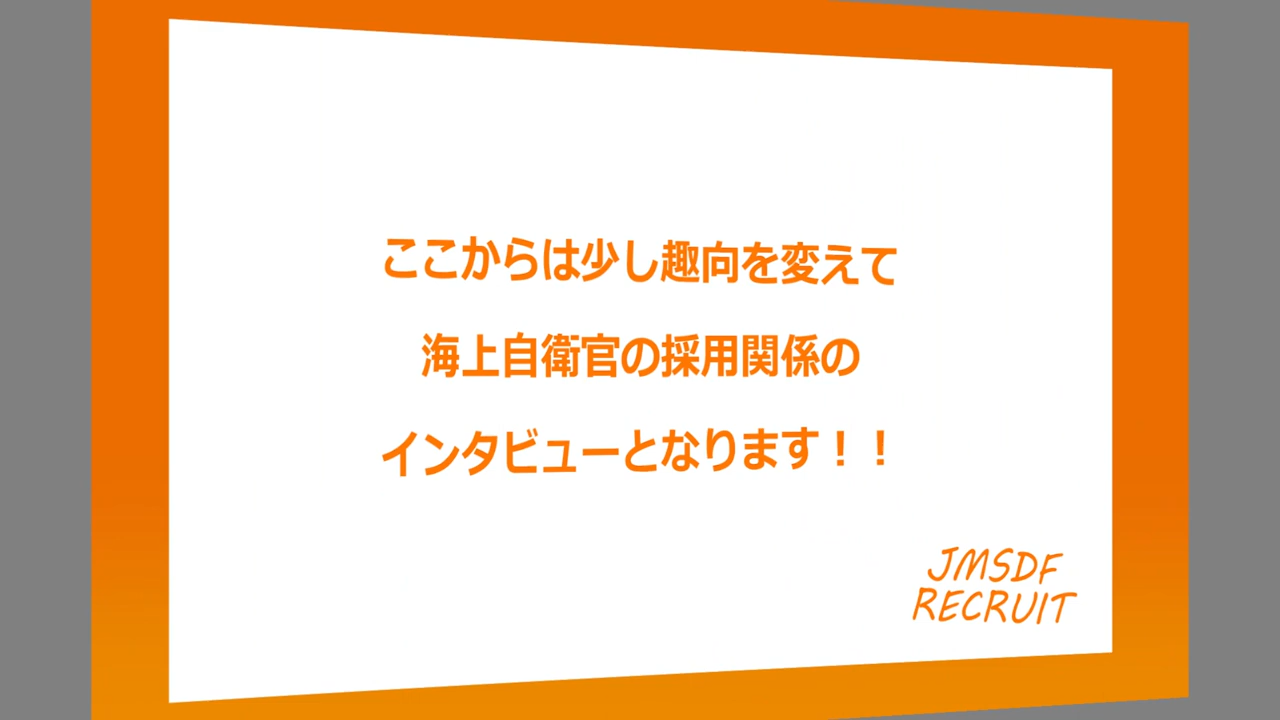 ここからは少し趣向を変えて
海上自衛官の採用関係の
インタビューとなります！！
JMSDF
RECRUIT